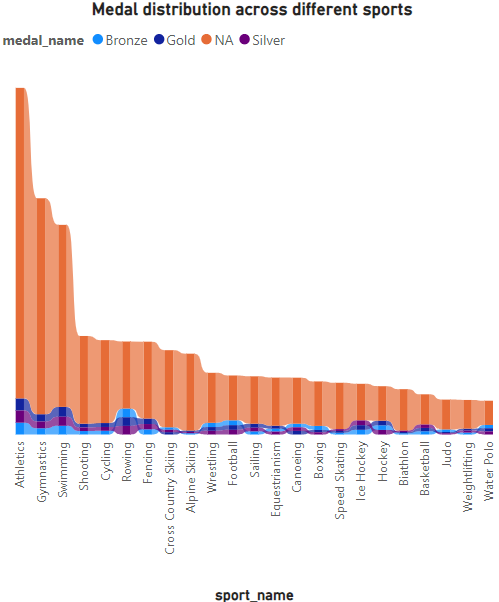 Medal distribution across different sports
medal_name Bronze Gold NA Silver
Athletics
Gymnastics
Swimming
Shooting
Cycling
Rowing
Fencing
Cross Country Skiing
Alpine Skiing
Wrestling
Football
Sailing
Equestrianism
Canoeing
Boxing
Speed Skating
Ice Hockey
Hockey
Biathlon
Basketball
Judo
Weightlifting
Water Polo
sport_name